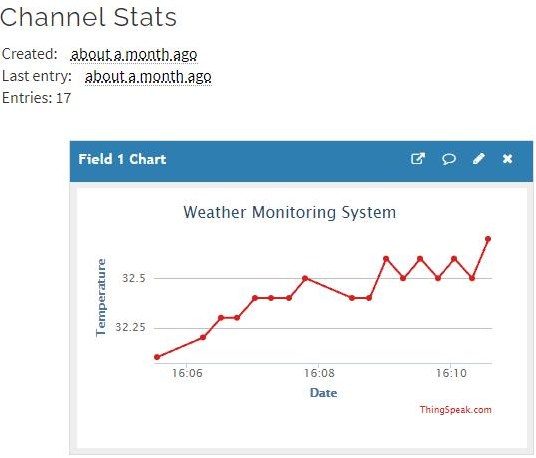 Channel Stats
Created: about a month ago
Last entry: about a month ago
Entries: 17
Field 1 Chart
Weather Monitoring System
Temperature
32.5
32.25
16:06 16:08 16:10
Date
ThingSpeak.com